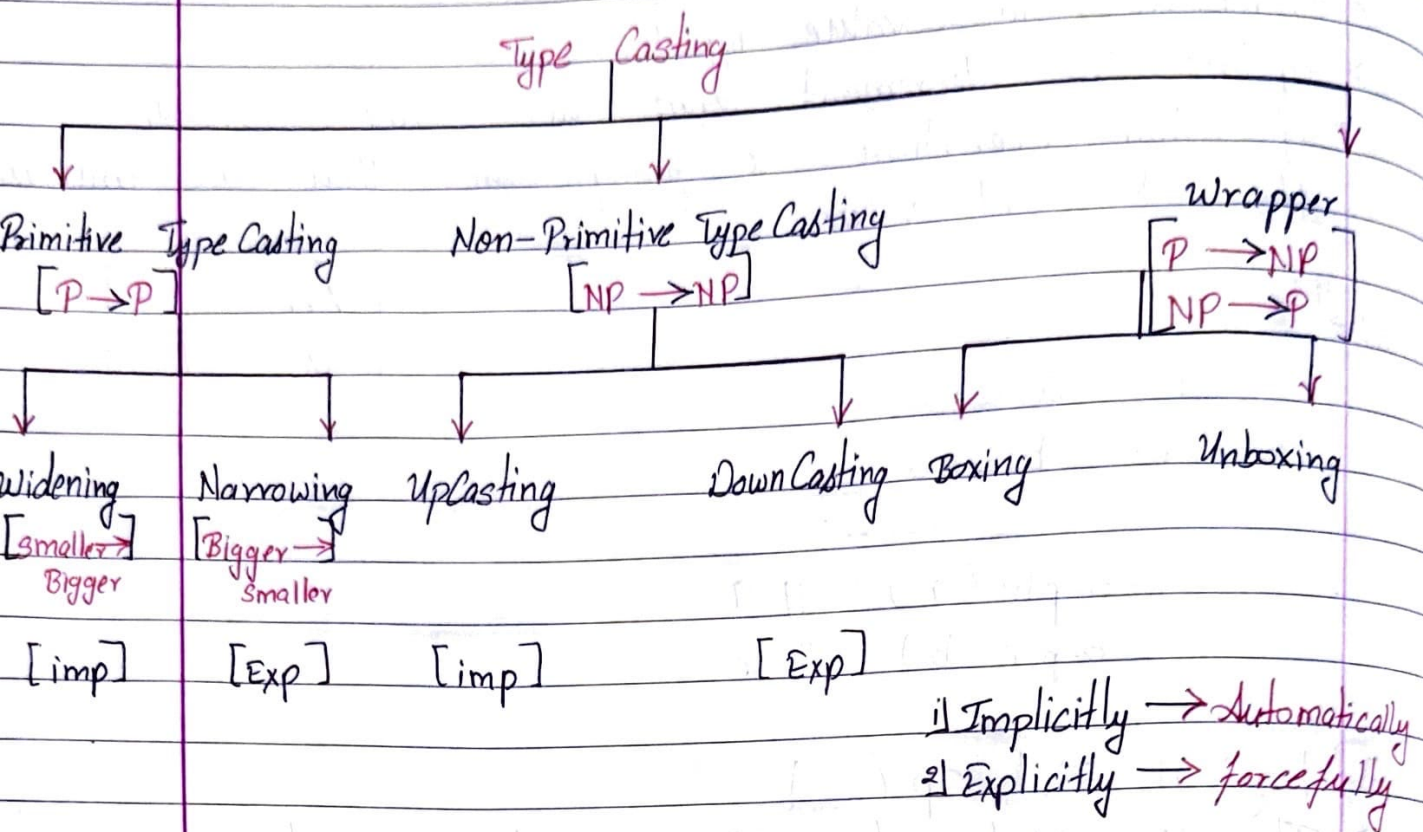 Type Casting
Primitive Type Casting
[P→P]
Non-Primitive Type Casting
[NP→NP]
Wrapper
[P→NP
NP→P]
Widening
[Smaller→]
Bigger
Narrowing
[Bigger→]
Smaller
UpCasting
DownCasting
Boxing
Unboxing
[imp]
[Exp]
[imp]
[Exp]
1) Implicitly → Automatically
2) Explicitly → forcefully